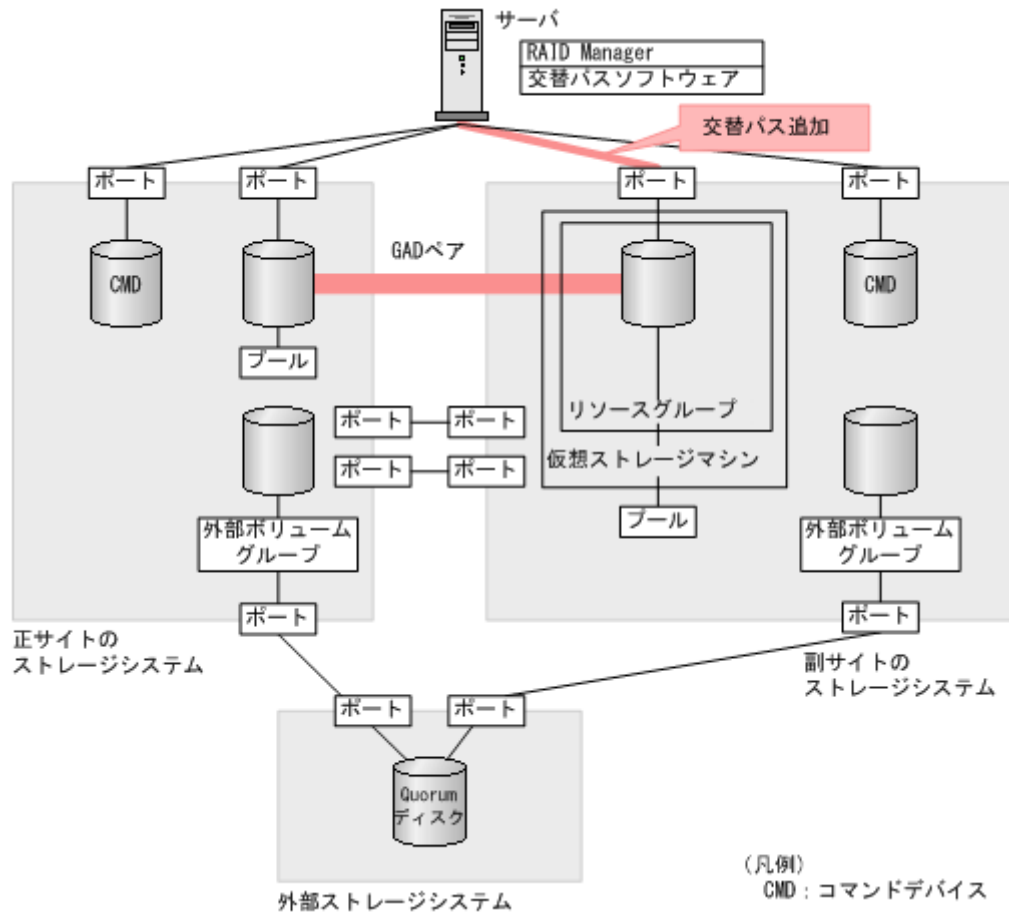 サーバ
RAID Manager
交替パスソフトウェア
交替パス追加
ポート
ポート
ポート
ポート
CMD
GADペア
CMD
プール
リソースグループ
ポート
ポート
仮想ストレージマシン
ポート
ポート
プール
外部ボリューム
グループ
外部ボリューム
グループ
ポート
ポート
正サイトの
ストレージシステム
副サイトの
ストレージシステム
ポート
ポート
Quorum
ディスク
外部ストレージシステム
(凡例)
CMD：コマンドデバイス